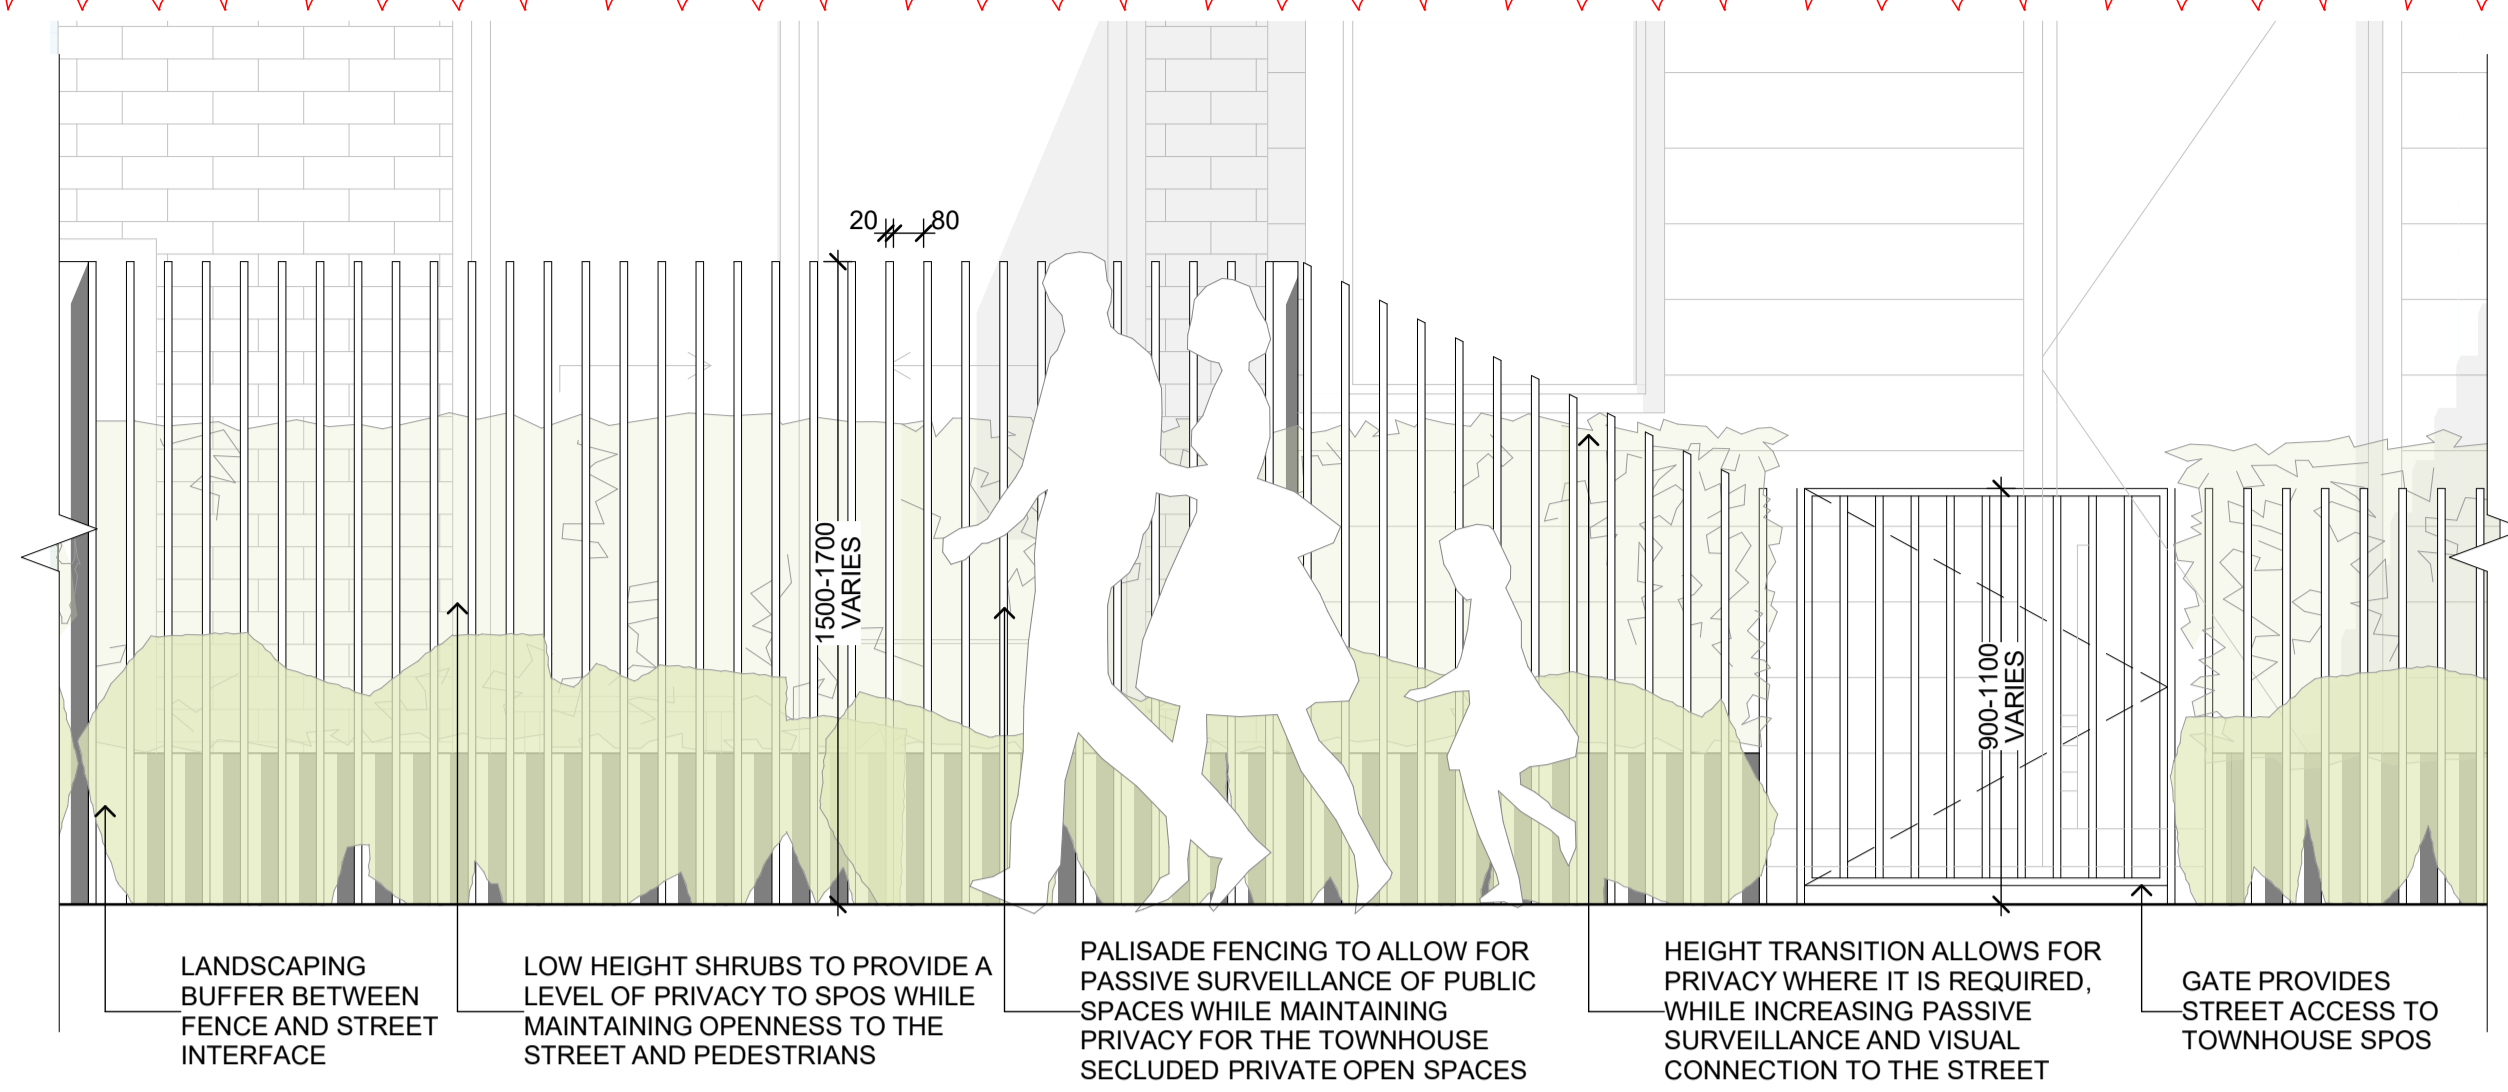 20
80
1500-1700
VARIES
900-1100
VARIES
LANDSCAPING
BUFFER BETWEEN
FENCE AND STREET
INTERFACE
LOW HEIGHT SHRUBS TO PROVIDE A
LEVEL OF PRIVACY TO SPOS WHILE
MAINTAINING OPENNESS TO THE
STREET AND PEDESTRIANS
PALISADE FENCING TO ALLOW FOR
PASSIVE SURVEILLANCE OF PUBLIC
SPACES WHILE MAINTAINING
PRIVACY FOR THE TOWNHOUSE
SECLUDED PRIVATE OPEN SPACES
HEIGHT TRANSITION ALLOWS FOR
PRIVACY WHERE IT IS REQUIRED,
WHILE INCREASING PASSIVE
SURVEILLANCE AND VISUAL
CONNECTION TO THE STREET
GATE PROVIDES
STREET ACCESS TO
TOWNHOUSE SPOS